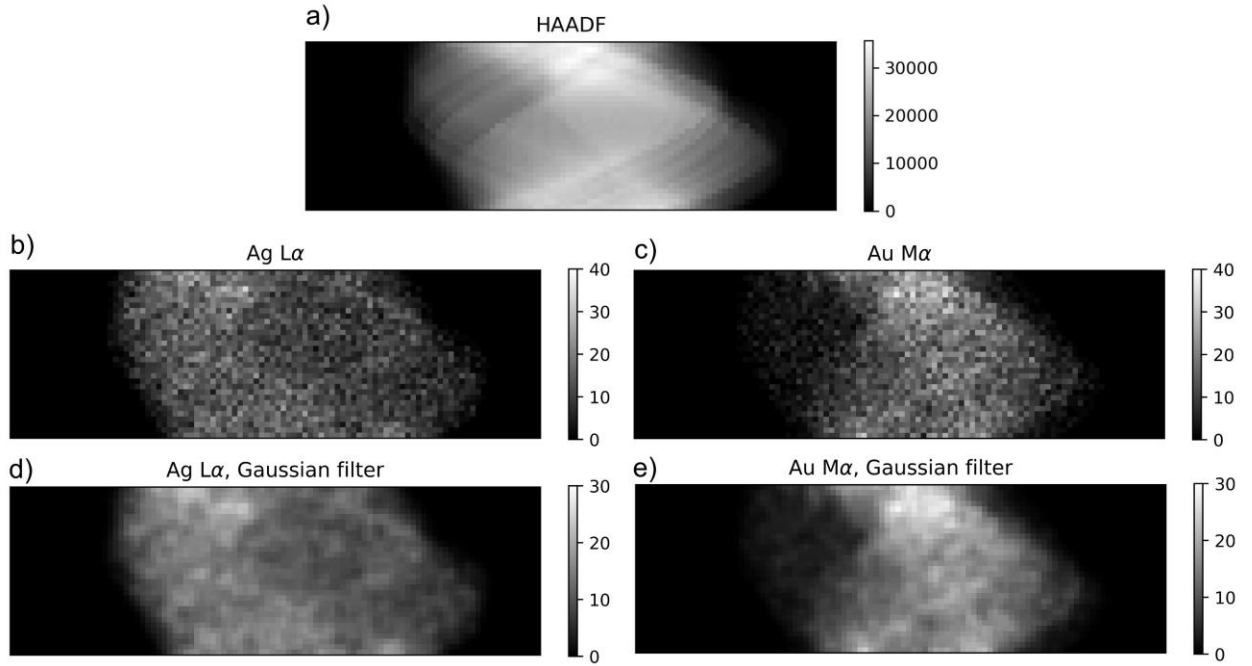 a)
HAADF
30000
20000
10000
0
b)
Ag Lα
40
30
20
10
0
c)
Au Mα
40
30
20
10
0
d)
Ag Lα, Gaussian filter
30
20
10
0
e)
Au Mα, Gaussian filter
30
20
10
0